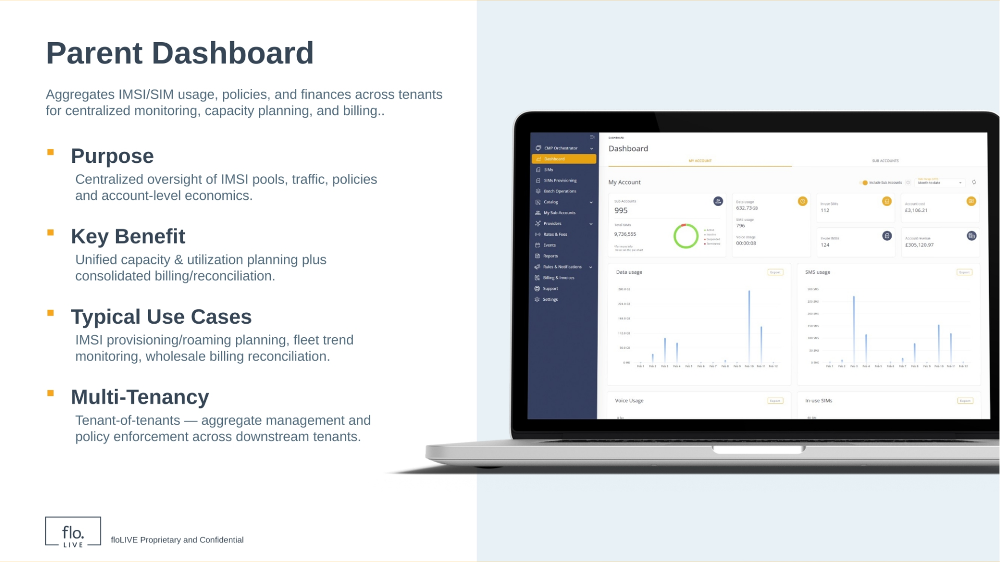 Parent Dashboard
Aggregates IMSI/SIM usage, policies, and finances across tenants
for centralized monitoring, capacity planning, and billing..
Purpose
Centralized oversight of IMSI pools, traffic, policies
and account-level economics.
Key Benefit
Unified capacity & utilization planning plus
consolidated billing/reconciliation.
Typical Use Cases
IMSI provisioning/roaming planning, fleet trend
monitoring, wholesale billing reconciliation.
Multi-Tenancy
Tenant-of-tenants — aggregate management and
policy enforcement across downstream tenants.
flo.
LIVE
floLIVE Proprietary and Confidential
CMP Orchestrator
Dashboard
SIMs
SIMs Provisioning
Batch Operations
Catalog
My Sub-Accounts
Providers
Rates & Fees
Events
Reports
Rules & Notifications
Billing & Invoices
Support
Settings
DASHBOARD
Dashboard
MY ACCOUNT SUB ACCOUNTS
My Account
Include Sub Accounts
Month-to-date
Sub Accounts
995
Total SIMs
9,736,555
*For more info
hover on the pie chart
Active
Inactive
Suspended
Terminated
Data usage
632.73 GB
SMS usage
796
Voice Usage
00:00:08
In-use SIMs
112
In-use IMSIs
124
Account cost
£3,106.21
Account revenue
£305,120.97
Data usage Export
280.0 GB
224.0 GB
168.0 GB
112.0 GB
56.0 GB
0 MB
Feb 1 Feb 2 Feb 3 Feb 4 Feb 5 Feb 6 Feb 7 Feb 8 Feb 9 Feb 10 Feb 11 Feb 12
SMS usage Export
300 SMS
250 SMS
200 SMS
150 SMS
100 SMS
50 SMS
0 SMS
Feb 1 Feb 2 Feb 3 Feb 4 Feb 5 Feb 6 Feb 7 Feb 8 Feb 9 Feb 10 Feb 11 Feb 12
Voice Usage Export
In-use SIMs Export